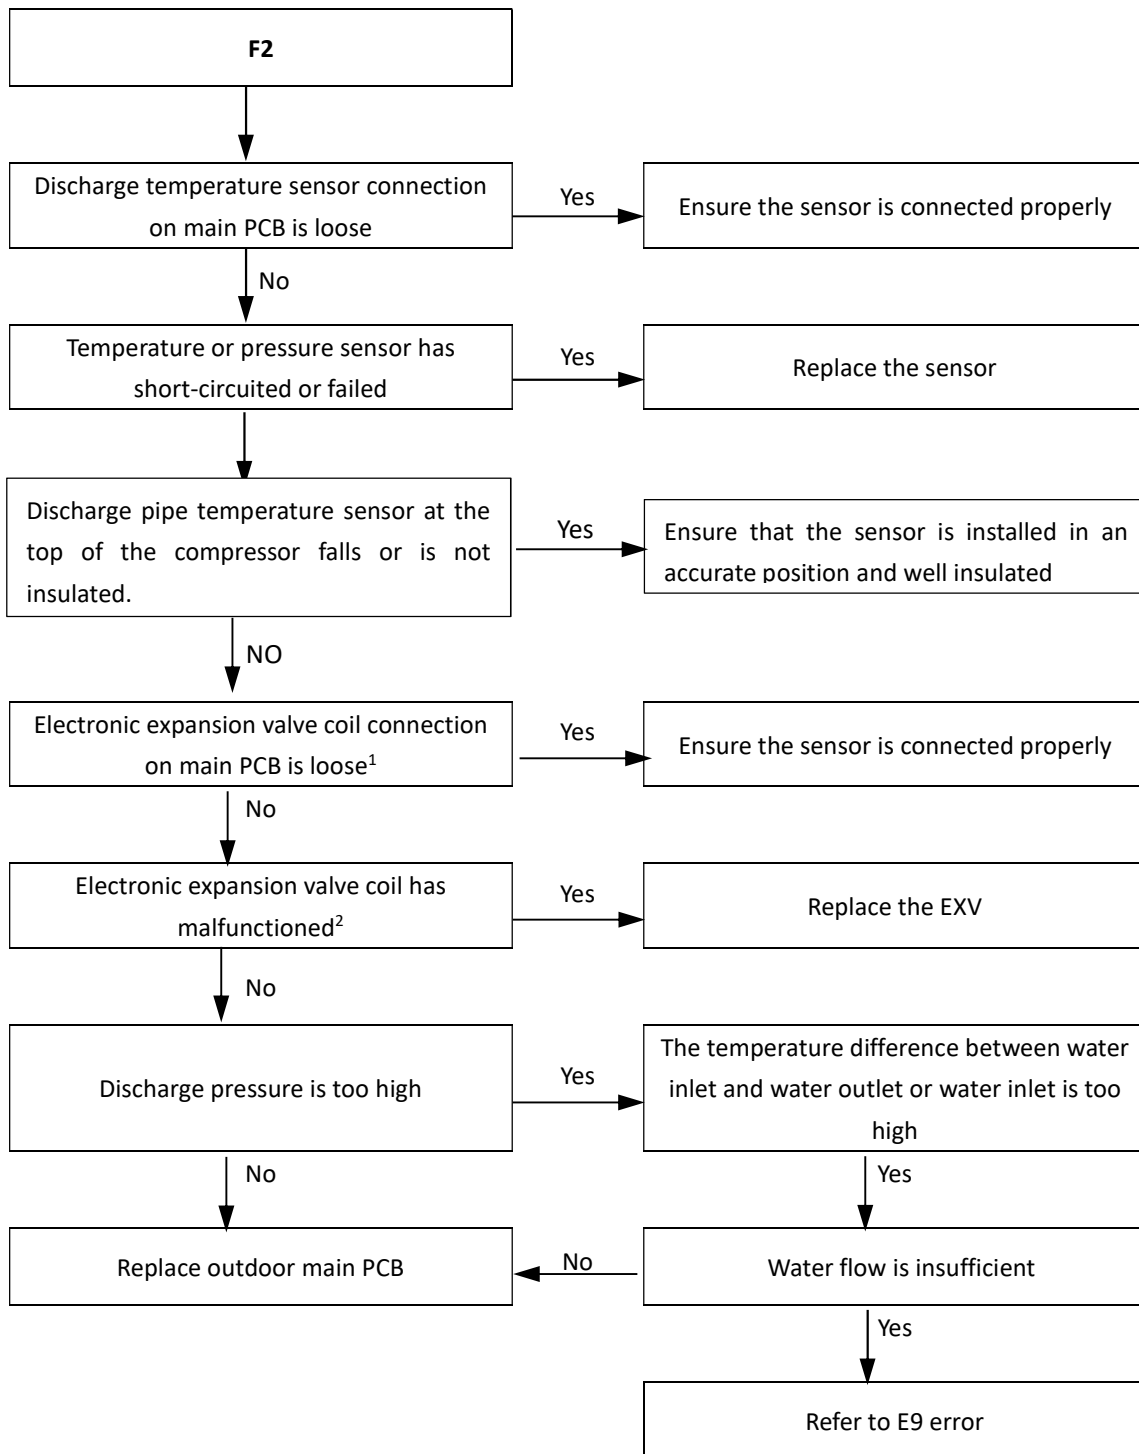 F2
Discharge temperature sensor connection
on main PCB is loose
Yes
Ensure the sensor is connected properly
No
Temperature or pressure sensor has
short-circuited or failed
Yes
Replace the sensor
Discharge pipe temperature sensor at the
top of the compressor falls or is not
insulated.
Yes
Ensure that the sensor is installed in an
accurate position and well insulated
NO
Electronic expansion valve coil connection
on main PCB is loose¹
Yes
Ensure the sensor is connected properly
No
Electronic expansion valve coil has
malfunctioned²
Yes
Replace the EXV
No
Discharge pressure is too high
Yes
The temperature difference between water
inlet and water outlet or water inlet is too
high
No
Yes
Replace outdoor main PCB
No
Water flow is insufficient
Yes
Refer to E9 error